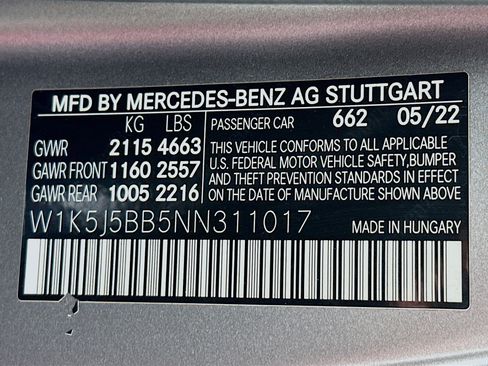 MFD BY MERCEDES-BENZ AG STUTTGART
KG LBS PASSENGER CAR 662 05/22
GVWR 2115 4663
GAWR FRONT 1160 2557
GAWR REAR 1005 2216
THIS VEHICLE CONFORMS TO ALL APPLICABLE
U.S. FEDERAL MOTOR VEHICLE SAFETY, BUMPER
AND THEFT PREVENTION STANDARDS IN EFFECT
ON THE DATE OF MANUFACTURE SHOWN ABOVE.
W1K5J5BB5NN311017 MADE IN HUNGARY